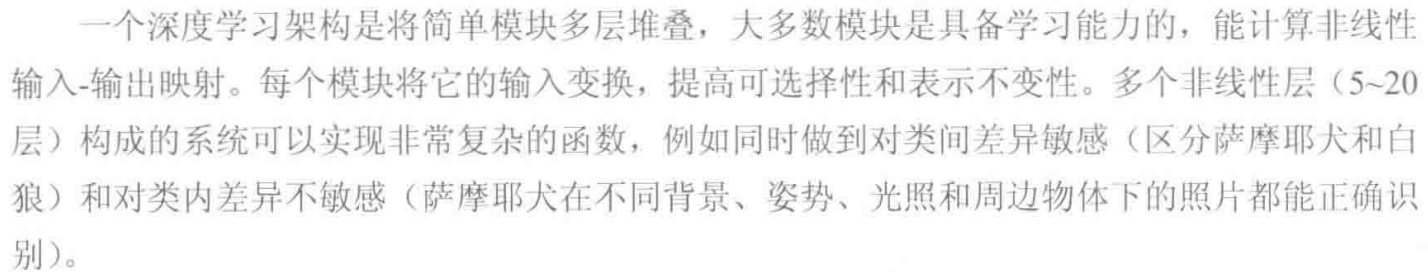 一个深度学习架构是将简单模块多层堆叠，大多数模块是具备学习能力的，能计算非线性
输入-输出映射。每个模块将它的输入变换，提高可选择性和表示不变性。多个非线性层（5~20
层）构成的系统可以实现非常复杂的函数，例如同时做到对类间差异敏感（区分萨摩耶犬和白
狼）和对类内差异不敏感（萨摩耶犬在不同背景、姿势、光照和周边物体下的照片都能正确识
别）。